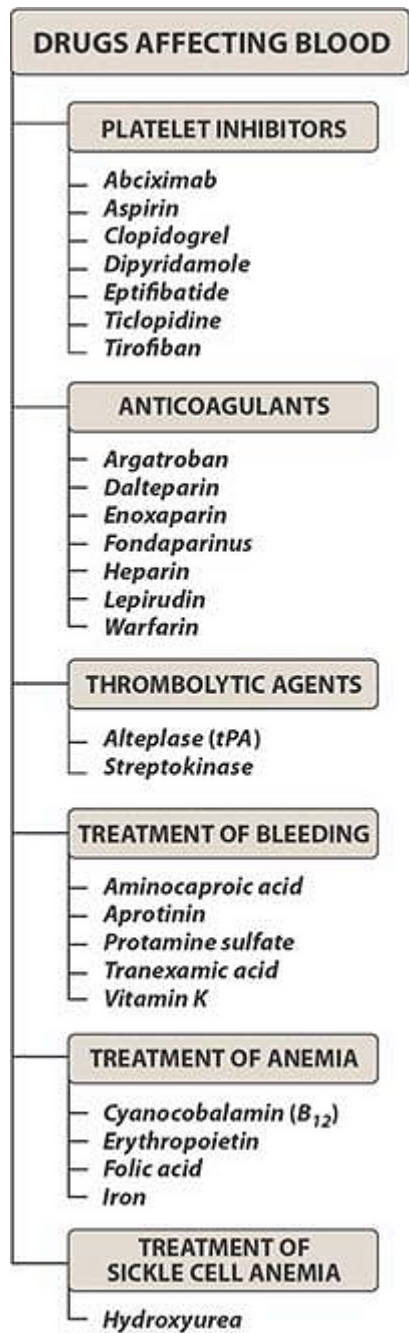 DRUGS AFFECTING BLOOD
PLATELET INHIBITORS
Abciximab
Aspirin
Clopidogrel
Dipyridamole
Eptifibatide
Ticlopidine
Tirofiban
ANTICOAGULANTS
Argatroban
Dalteparin
Enoxaparin
Fondaparinus
Heparin
Lepirudin
Warfarin
THROMBOLYTIC AGENTS
Alteplase (tPA)
Streptokinase
TREATMENT OF BLEEDING
Aminocaproic acid
Aprotinin
Protamine sulfate
Tranexamic acid
Vitamin K
TREATMENT OF ANEMIA
Cyanocobalamin (B12)
Erythropoietin
Folic acid
Iron
TREATMENT OF
SICKLE CELL ANEMIA
Hydroxyurea